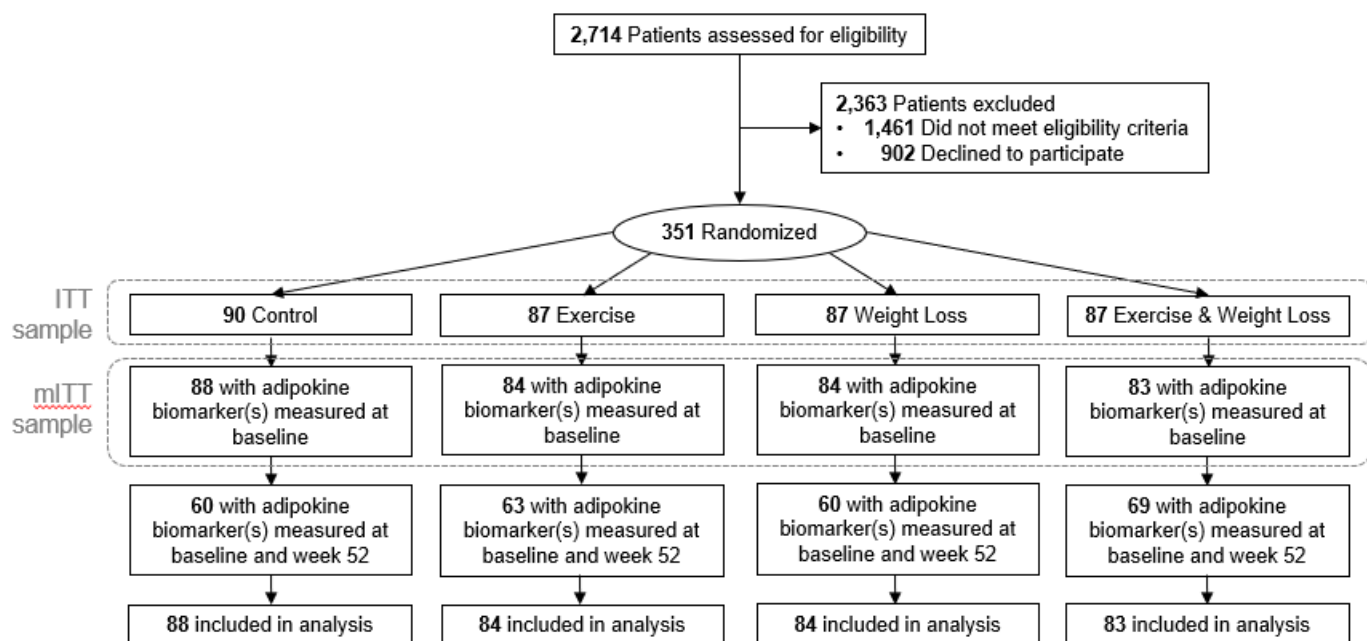 2,714 Patients assessed for eligibility
2,363 Patients excluded
• 1,461 Did not meet eligibility criteria
• 902 Declined to participate
351 Randomized
ITT
sample
90 Control
87 Exercise
87 Weight Loss
87 Exercise & Weight Loss
mITT
sample
88 with adipokine
biomarker(s) measured at
baseline
84 with adipokine
biomarker(s) measured at
baseline
84 with adipokine
biomarker(s) measured at
baseline
83 with adipokine
biomarker(s) measured at
baseline
60 with adipokine
biomarker(s) measured at
baseline and week 52
63 with adipokine
biomarker(s) measured at
baseline and week 52
60 with adipokine
biomarker(s) measured at
baseline and week 52
69 with adipokine
biomarker(s) measured at
baseline and week 52
88 included in analysis
84 included in analysis
84 included in analysis
83 included in analysis